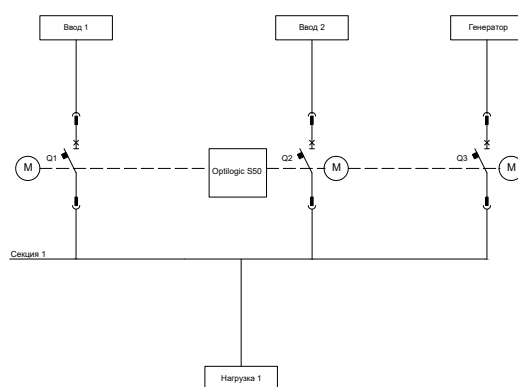 Ввод 1
Ввод 2
Генератор
Q1
Q2
Q3
M
Optilogic S50
M
M
Секция 1
Нагрузка 1